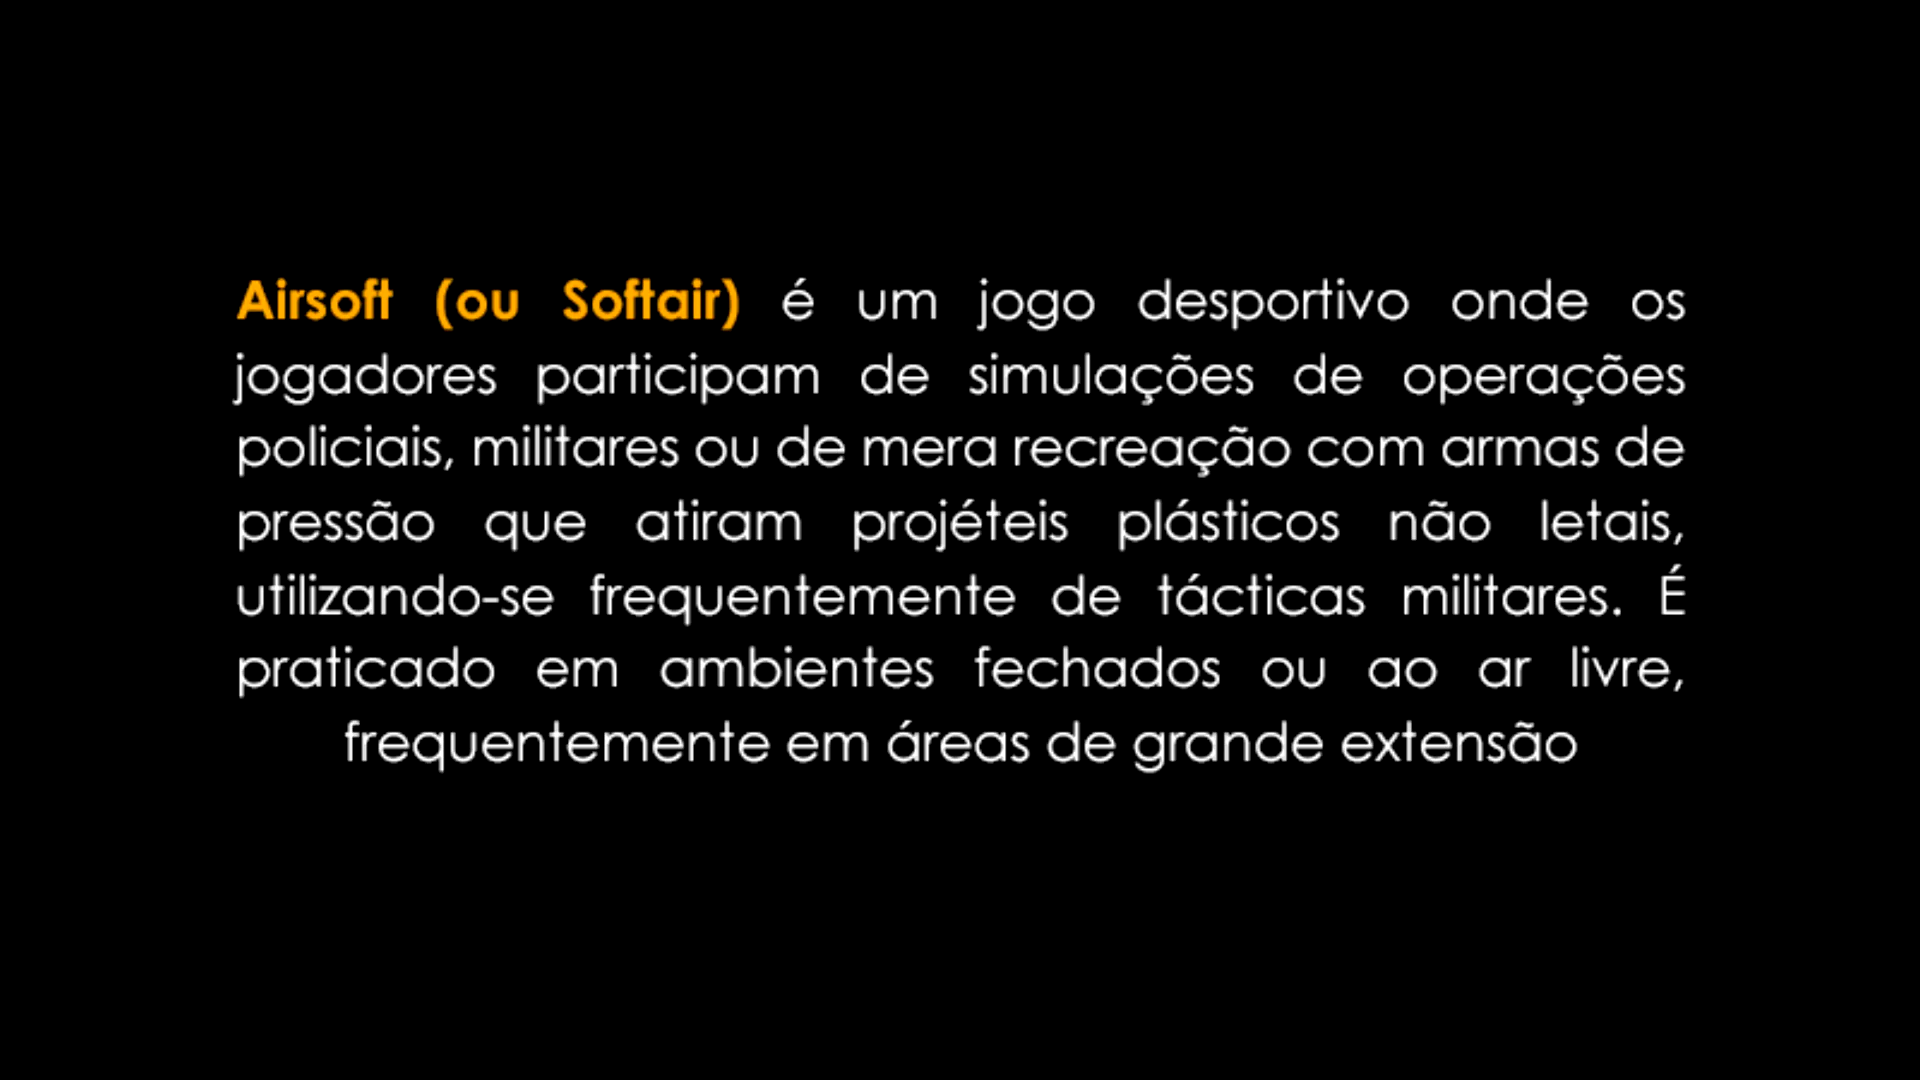 Airsoft (ou Softair) é um jogo desportivo onde os
jogadores participam de simulações de operações
policiais, militares ou de mera recreação com armas de
pressão que atiram projéteis plásticos não letais,
utilizando-se frequentemente de tácticas militares. É
praticado em ambientes fechados ou ao ar livre,
frequentemente em áreas de grande extensão